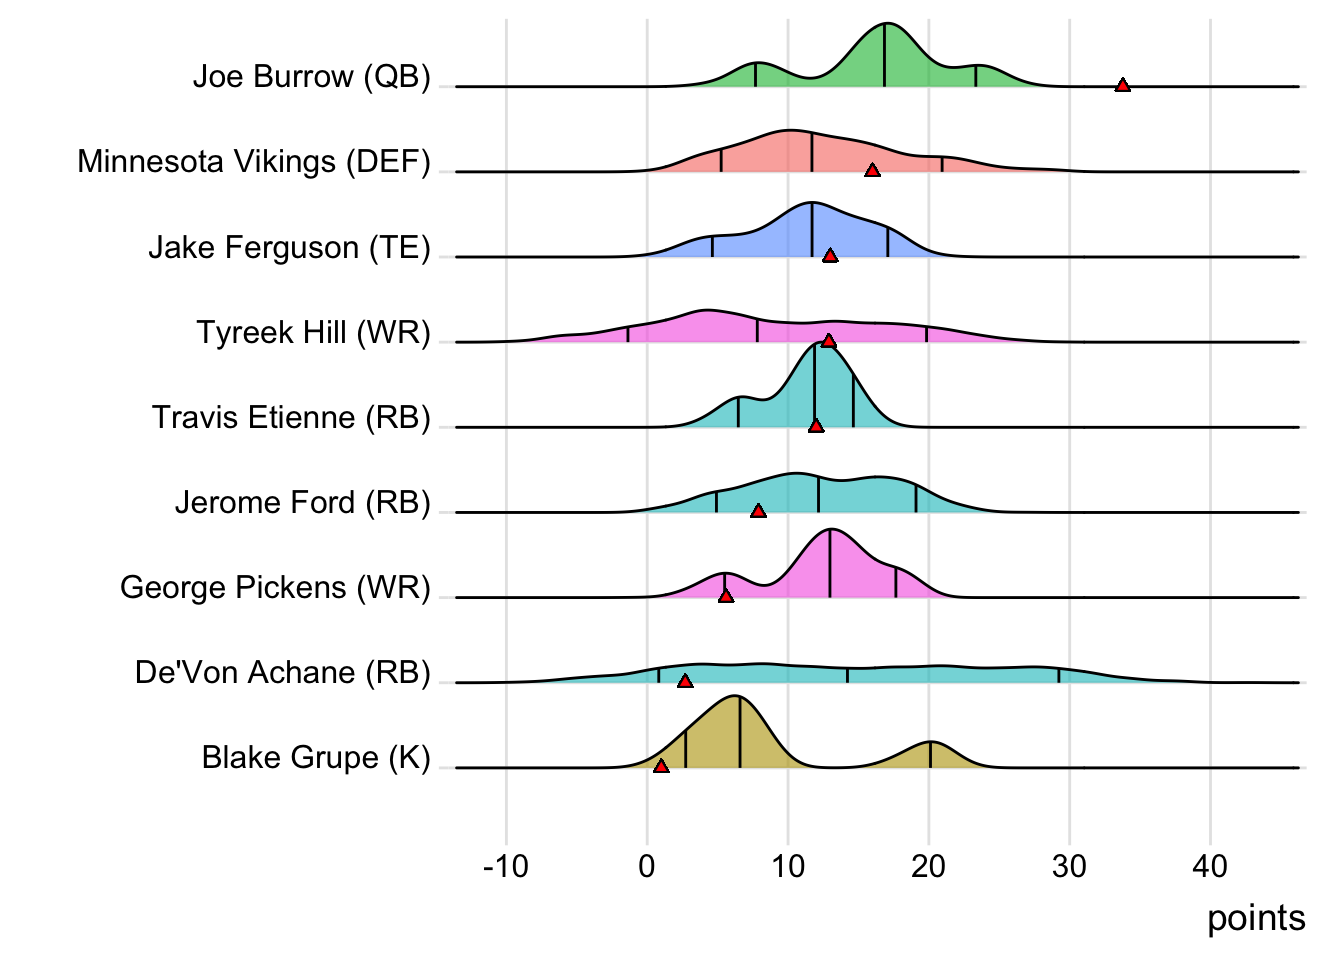 Joe Burrow (QB)
Minnesota Vikings (DEF)
Jake Ferguson (TE)
Tyreek Hill (WR)
Travis Etienne (RB)
Jerome Ford (RB)
George Pickens (WR)
De'Von Achane (RB)
Blake Grupe (K)
-10 0 10 20 30 40
points